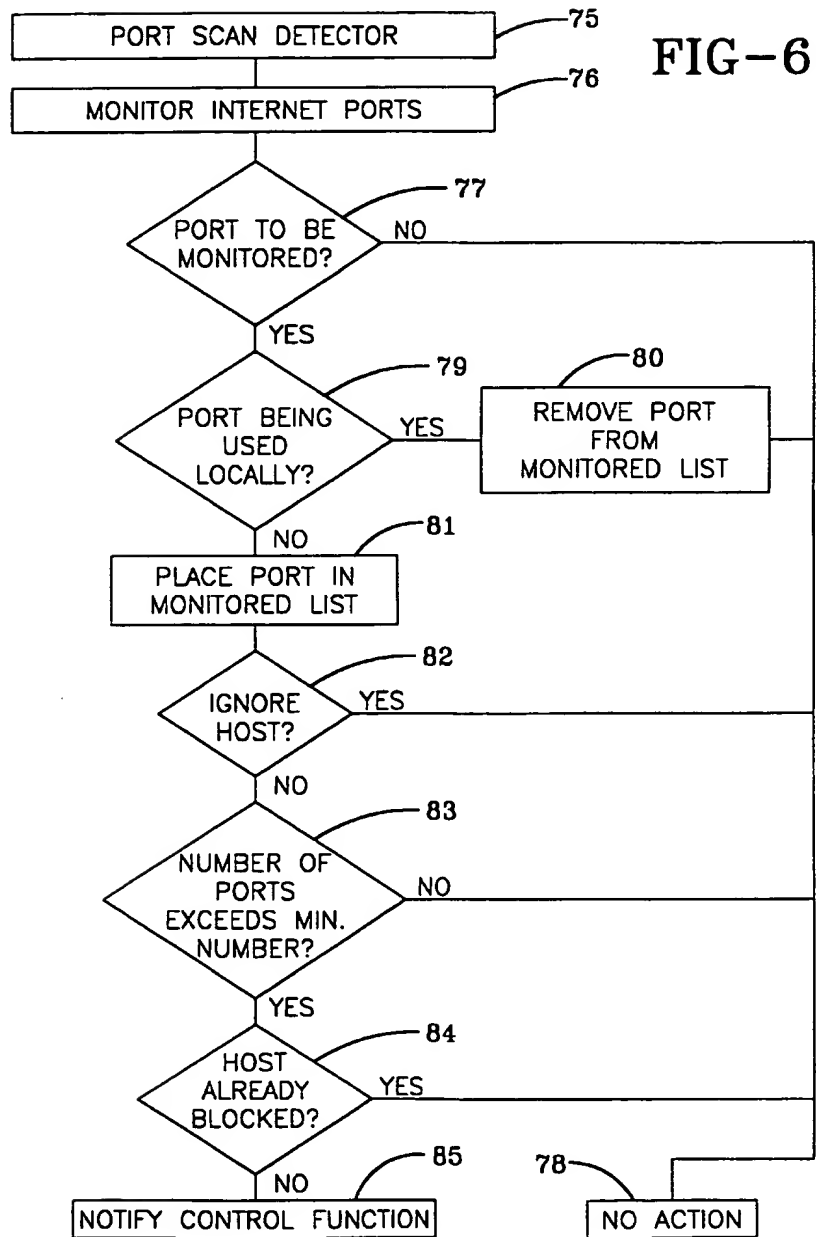 PORT SCAN DETECTOR
75
FIG-6
MONITOR INTERNET PORTS
76
PORT TO BE
MONITORED?
77
NO
YES
PORT BEING
USED
LOCALLY?
79
YES
REMOVE PORT
FROM
MONITORED LIST
80
NO
PLACE PORT IN
MONITORED LIST
81
IGNORE
HOST?
82
YES
NO
NUMBER OF
PORTS
EXCEEDS MIN.
NUMBER?
83
NO
YES
HOST
ALREADY
BLOCKED?
84
YES
NO
NOTIFY CONTROL FUNCTION
85
78
NO ACTION